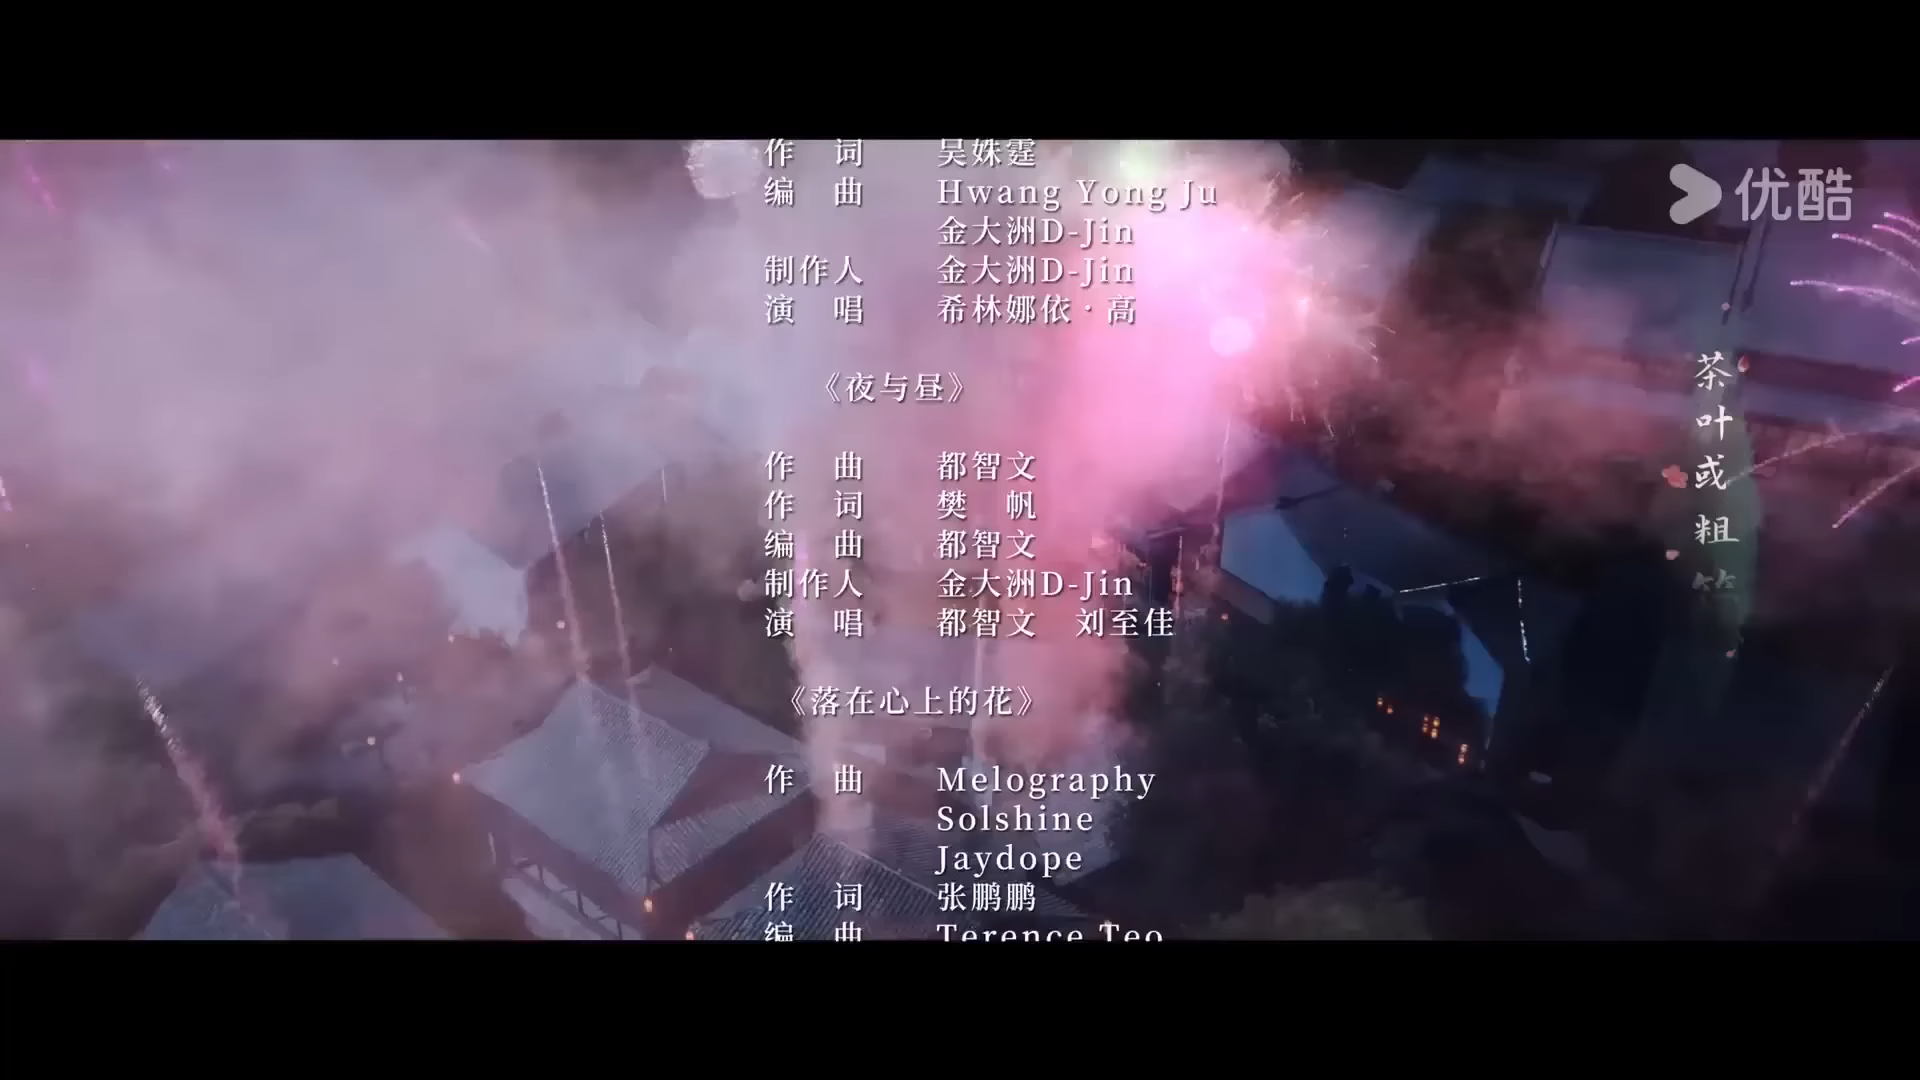 作 词 吴姝霆
编 曲 Hwang Yong Ju
金大洲D-Jin
制作人 金大洲D-Jin
演 唱 希林娜依·高
《夜与昼》
作 曲 都智文
作 词 樊 帆
编 曲 都智文
制作人 金大洲D-Jin
演 唱 都智文 刘至佳
《落在心上的花》
作 曲 Melography
Solshine
Jaydope
作 词 张鹏鹏
编 曲 Terence Teo
优酷
茶叶或粗